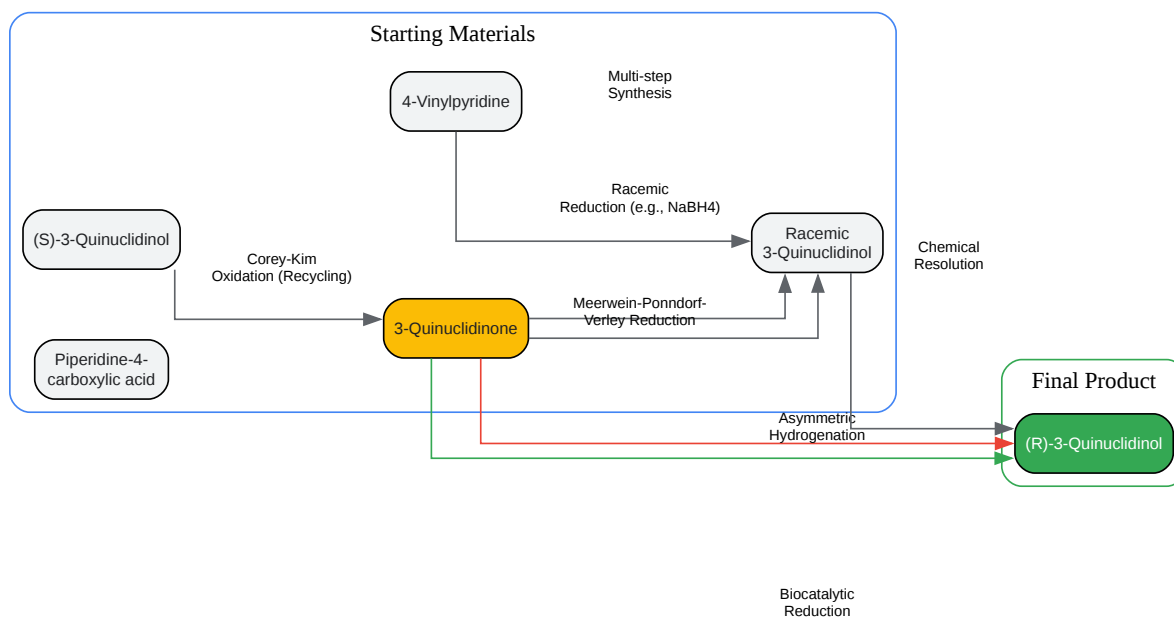 Starting Materials
Multi-step
Synthesis
4-Vinylpyridine
Racemic
Reduction (e.g., NaBH4)
(S)-3-Quinuclidinol
Racemic
3-Quinuclidinol
Chemical
Resolution
Corey-Kim
Oxidation (Recycling)
Meerwein-Ponndorf-
Verley Reduction
3-Quinuclidinone
Piperidine-4-
carboxylic acid
Final Product
Asymmetric
Hydrogenation
(R)-3-Quinuclidinol
Biocatalytic
Reduction